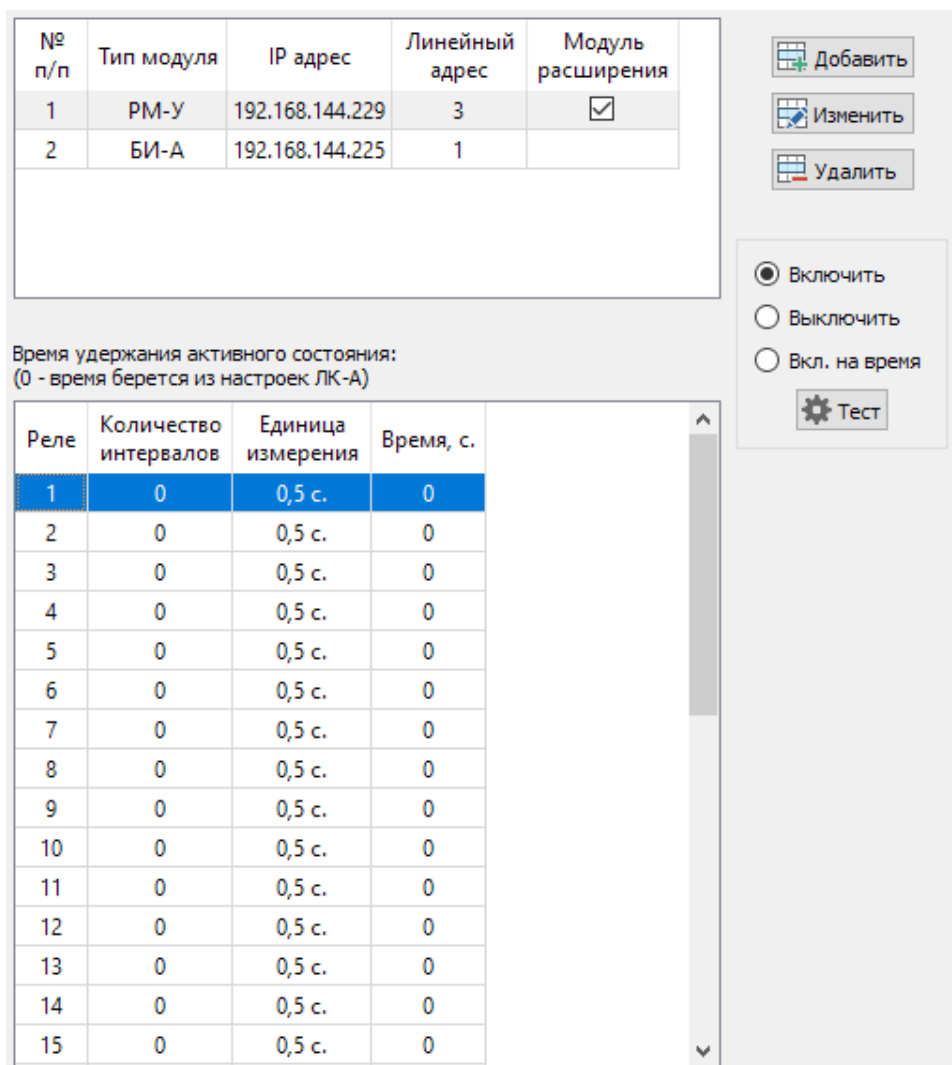 № п/п Тип модуля IP адрес Линейный адрес Модуль расширения
1 РМ-У 192.168.144.229 3
2 БИ-А 192.168.144.225 1
Добавить
Изменить
Удалить
Включить
Выключить
Вкл. на время
Тест
Время удержания активного состояния:
(0 - время берется из настроек ЛК-А)
Реле Количество интервалов Единица измерения Время, с.
1 0 0,5 с. 0
2 0 0,5 с. 0
3 0 0,5 с. 0
4 0 0,5 с. 0
5 0 0,5 с. 0
6 0 0,5 с. 0
7 0 0,5 с. 0
8 0 0,5 с. 0
9 0 0,5 с. 0
10 0 0,5 с. 0
11 0 0,5 с. 0
12 0 0,5 с. 0
13 0 0,5 с. 0
14 0 0,5 с. 0
15 0 0,5 с. 0